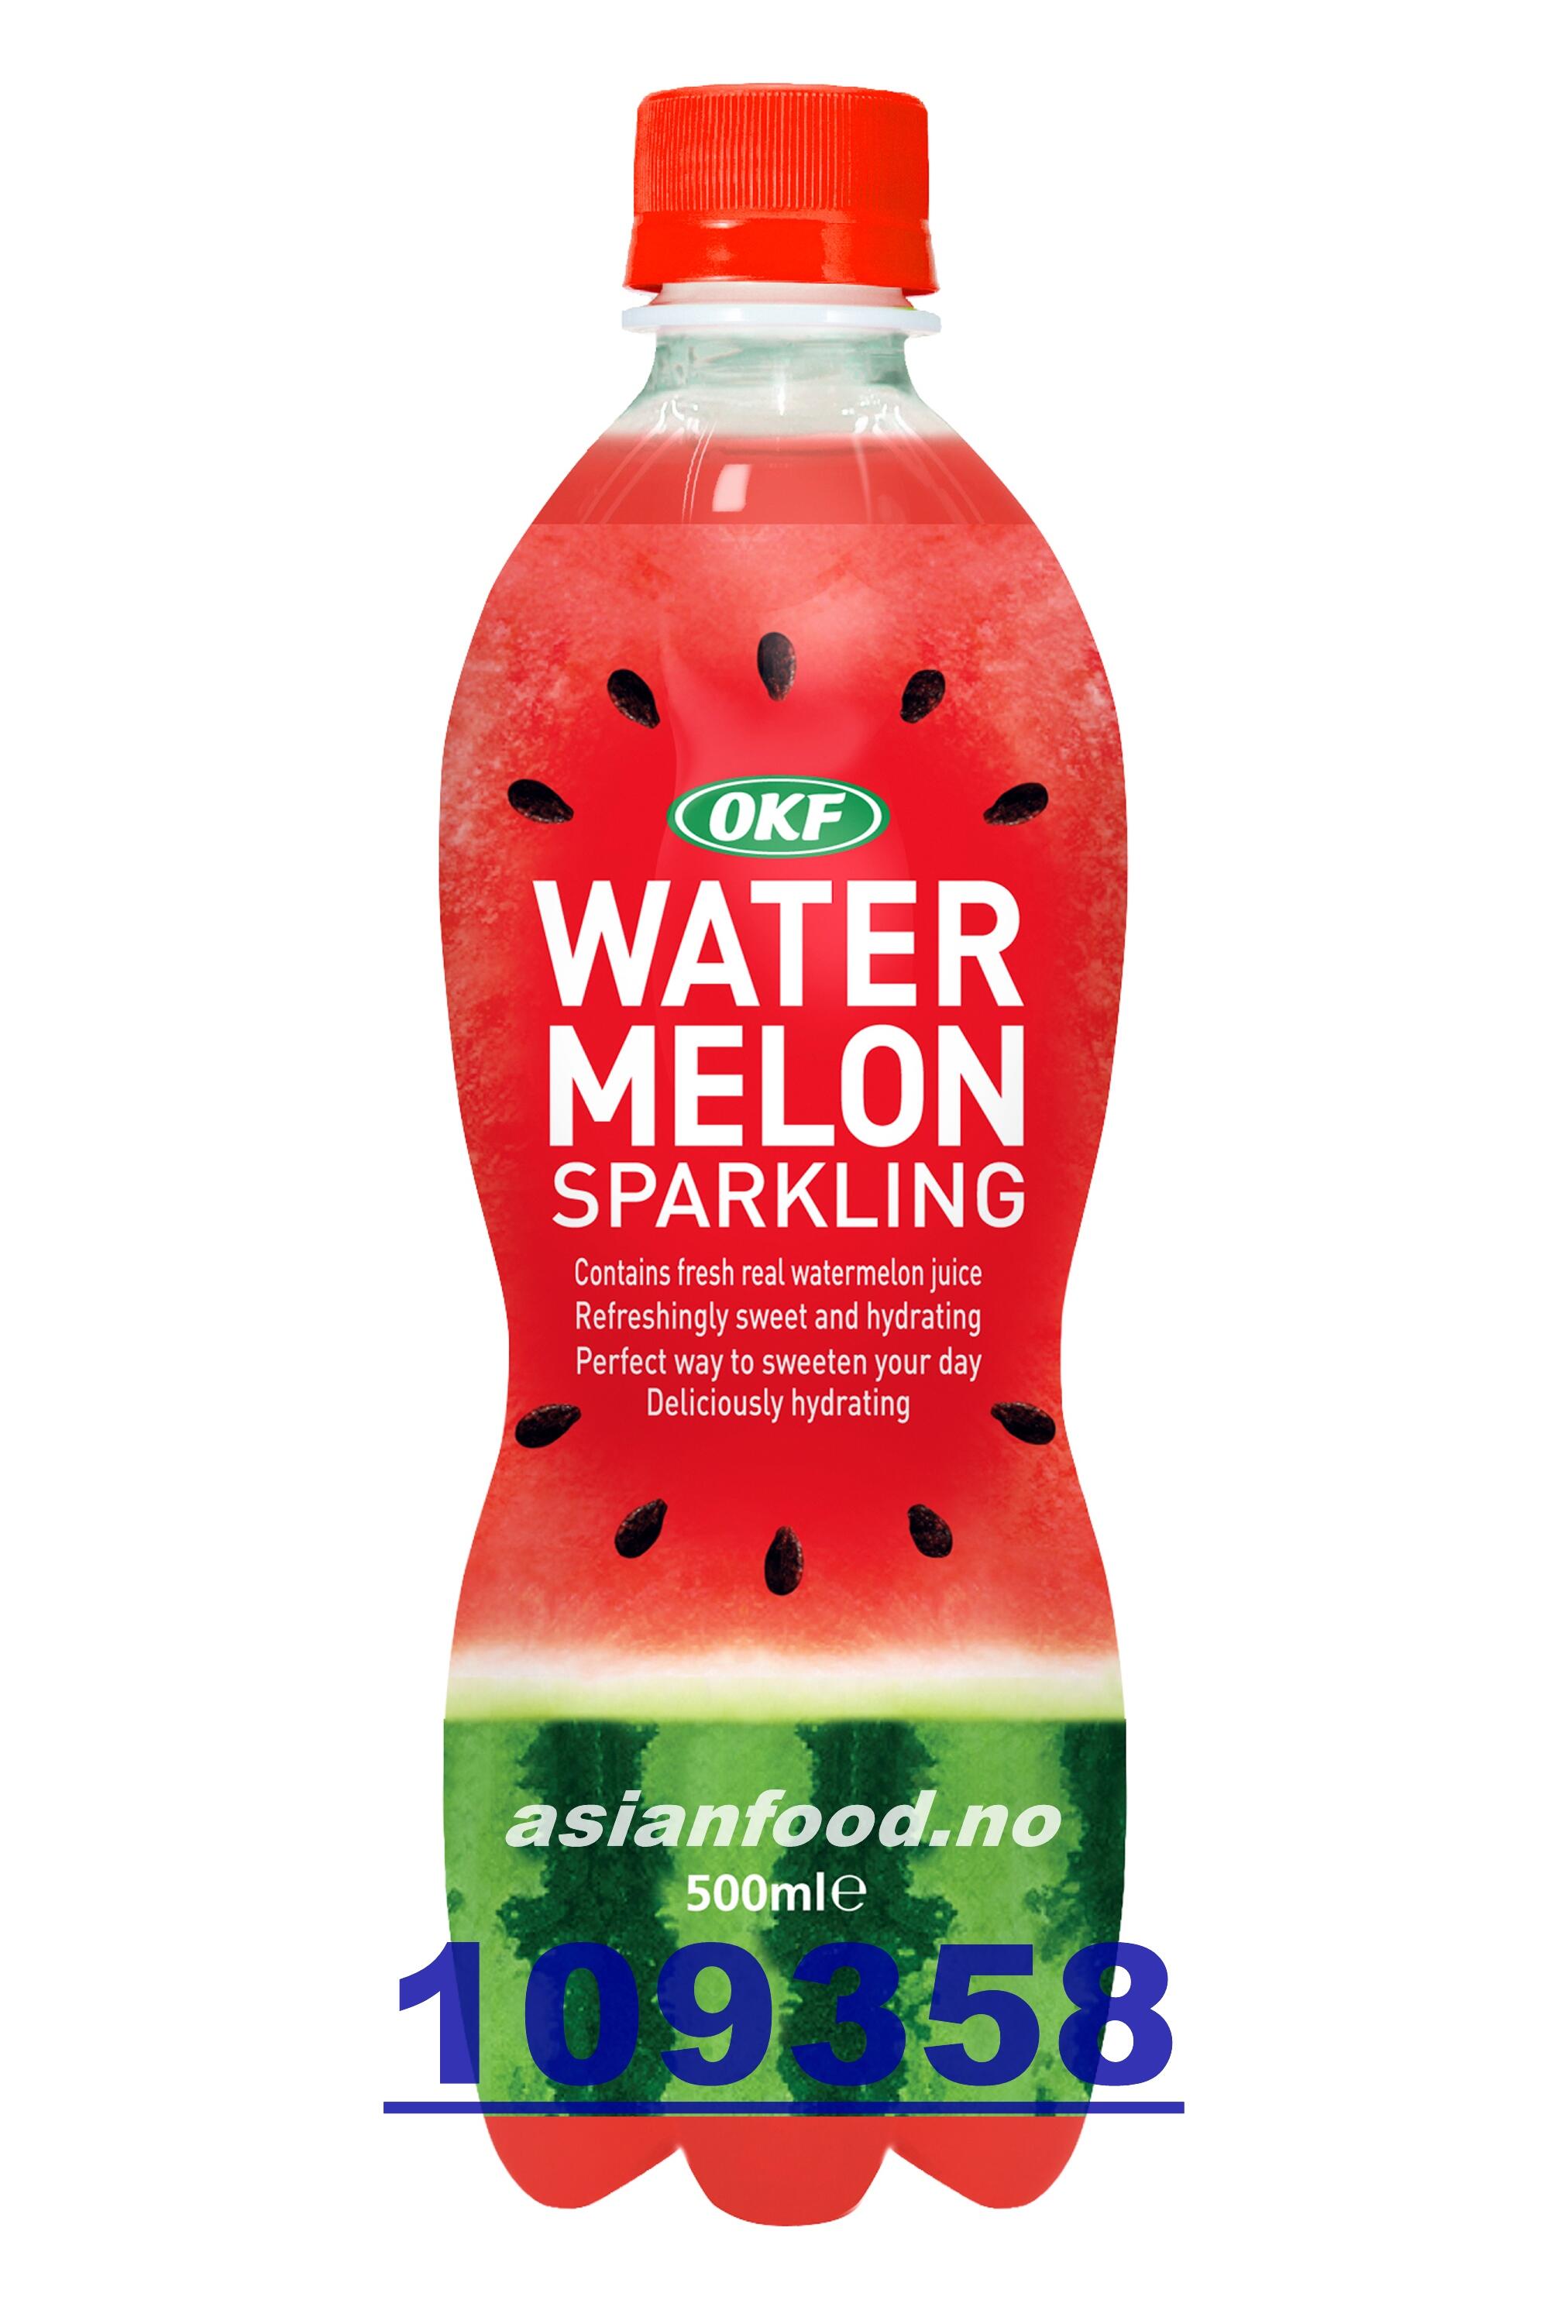 OKF
WATER
MELON
SPARKLING
Contains fresh real watermelon juice
Refreshingly sweet and hydrating
Perfect way to sweeten your day
Deliciously hydrating
asianfood.no
500ml℮
109358